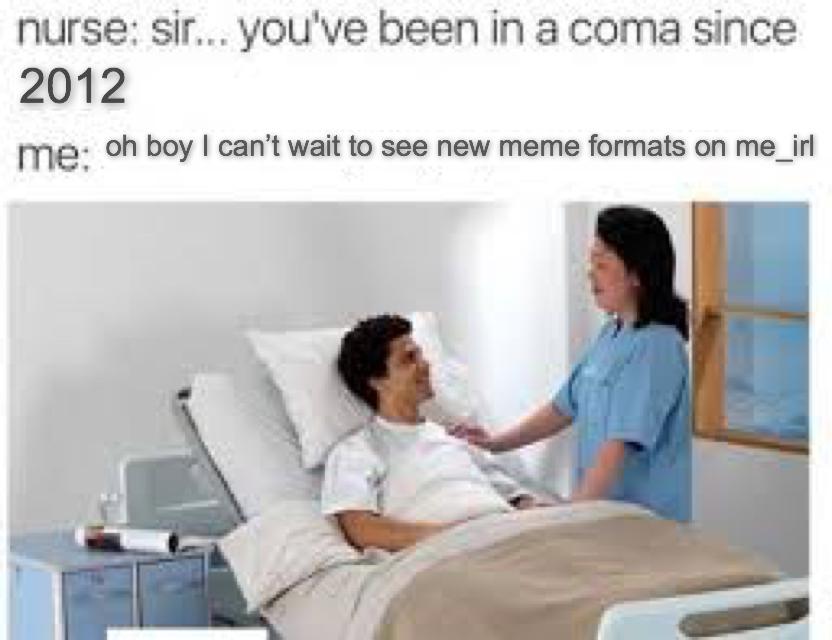 nurse: sir... you've been in a coma since
2012
me: oh boy I can’t wait to see new meme formats on me_irl